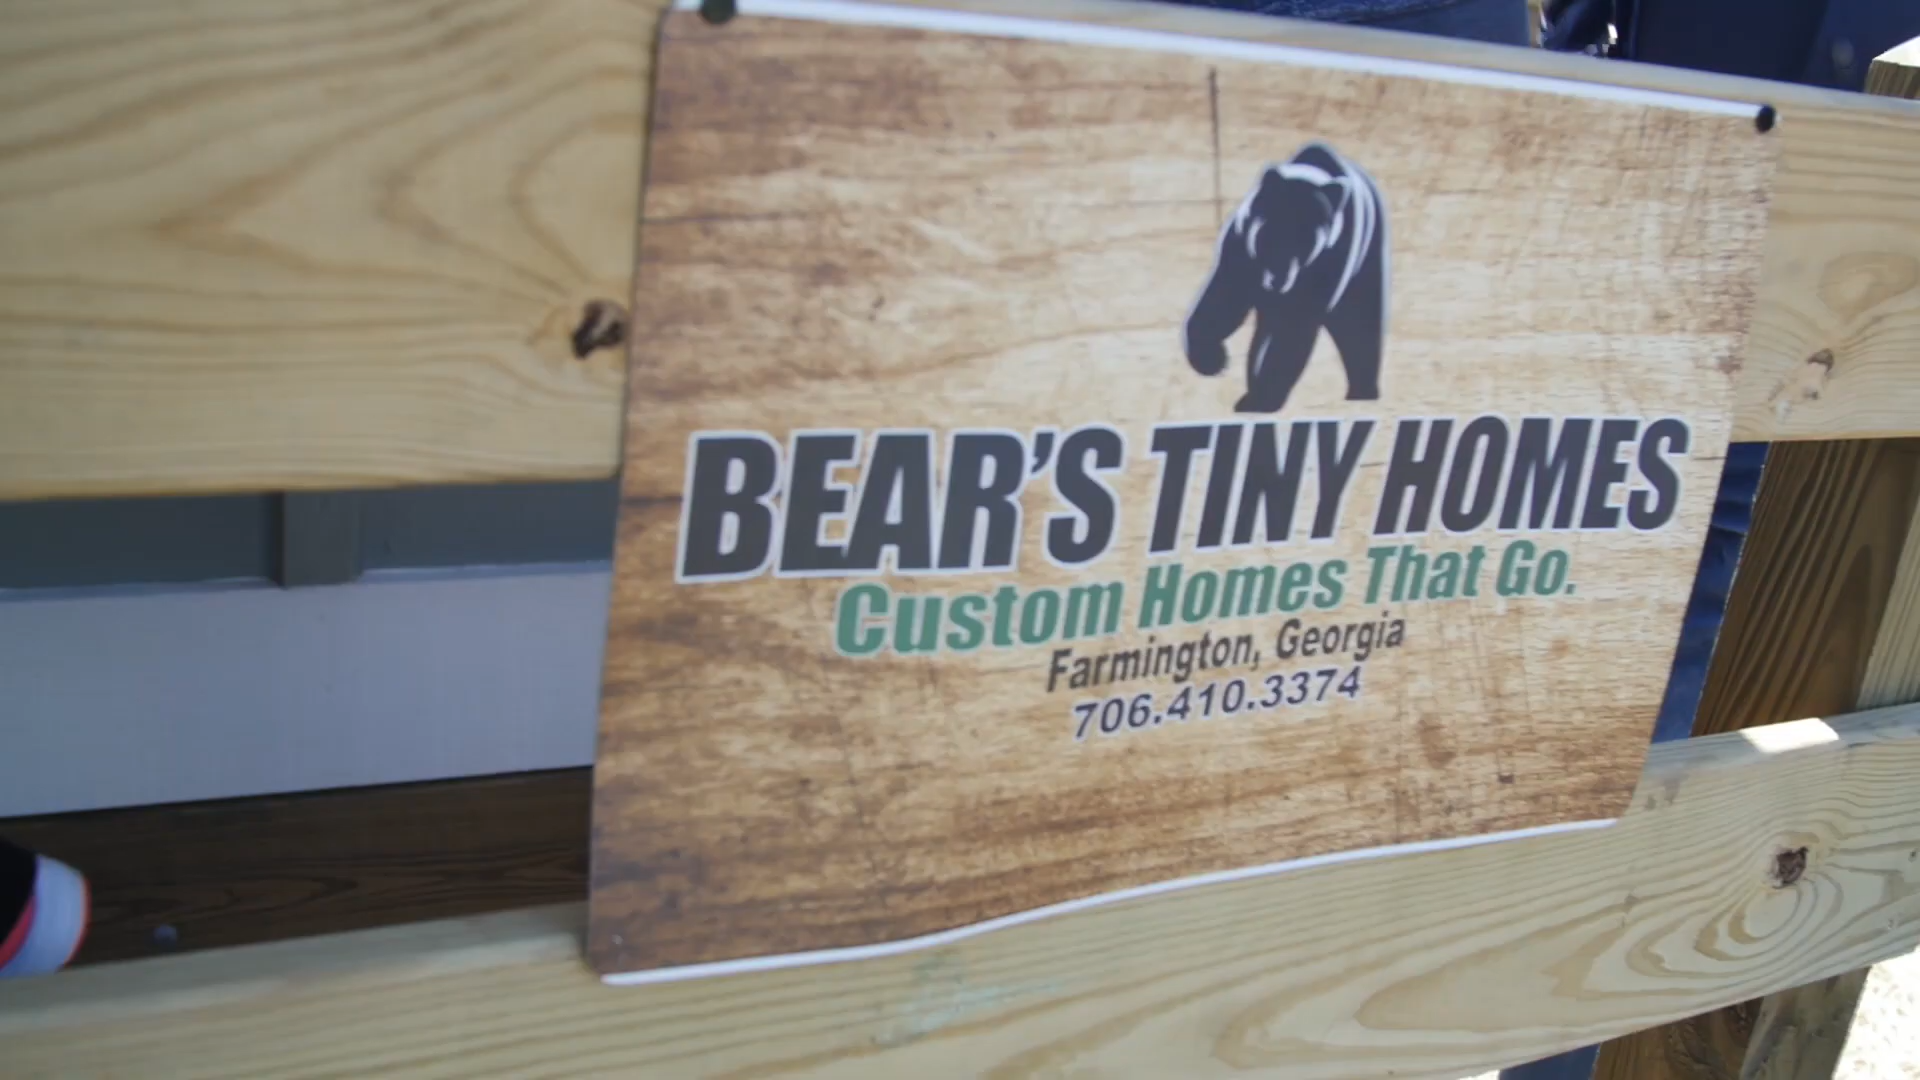 BEAR'S TINY HOMES
Custom Homes That Go.
Farmington, Georgia
706.410.3374